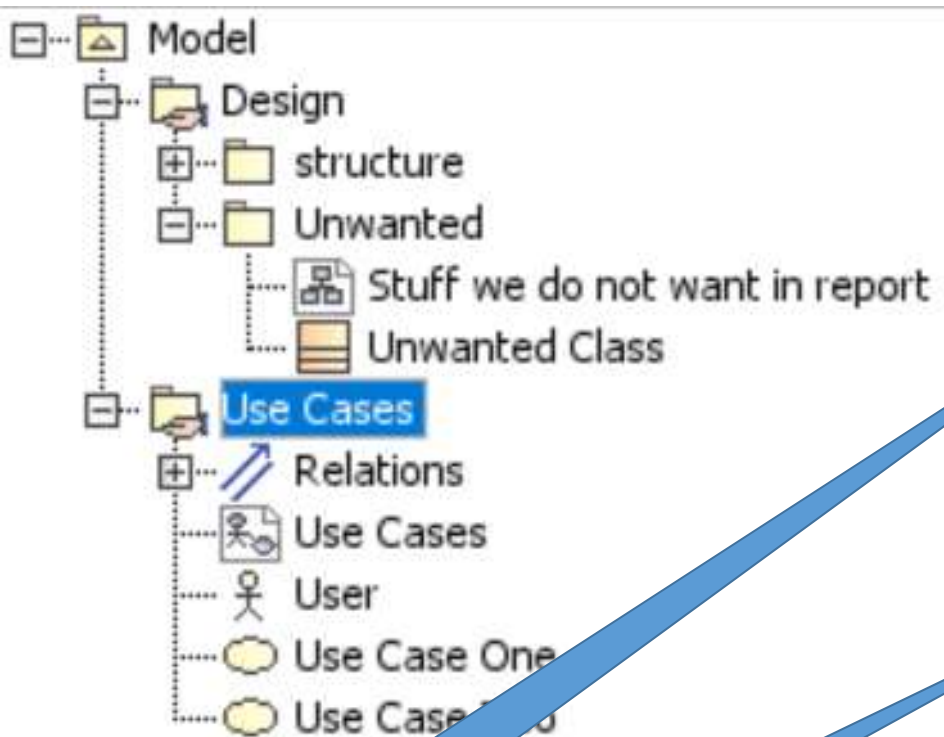 Model
Design
structure
Unwanted
Stuff we do not want in report
Unwanted Class
Use Cases
Relations
Use Cases
User
Use Case One
Use Case